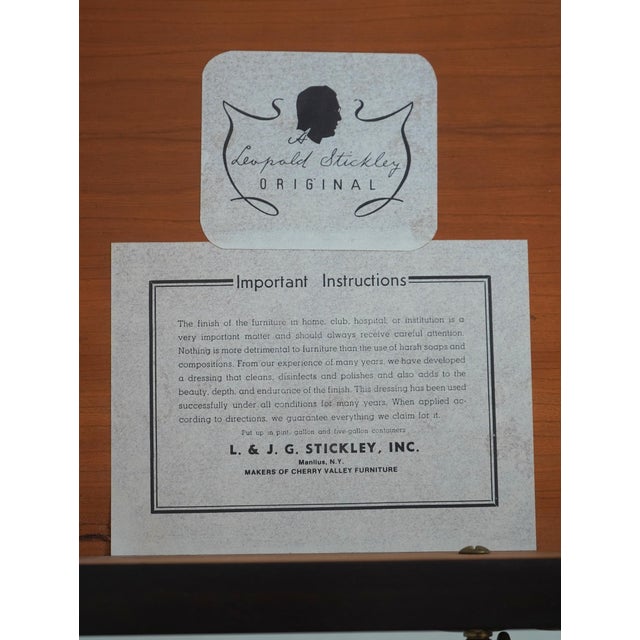 A
Leopold Stickley
ORIGINAL
Important Instructions
The finish of the furniture in home, club, hospital, or institution is a
very important matter and should always receive careful attention.
Nothing is more detrimental to furniture than the use of harsh soaps and
compositions. From our experience of many years, we have developed
a dressing that cleans, disinfects and polishes and also adds to the
beauty, depth, and endurance of the finish. This dressing has been used
successfully under all conditions for many years. When applied ac-
cording to directions, we guarantee everything we claim for it.
Put up in pint, gallon and five-gallon containers
L. & J. G. STICKLEY, INC.
Manlius, N.Y.
MAKERS OF CHERRY VALLEY FURNITURE